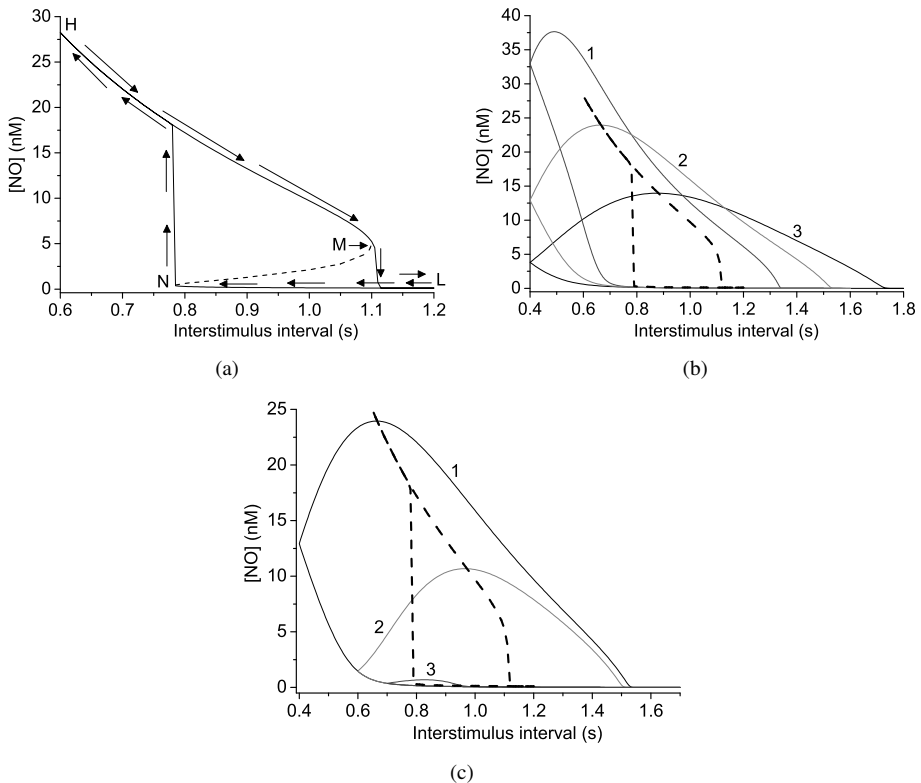 30
25
20
15
10
5
0
[NO] (nM)
H
M
N
L
0.6 0.7 0.8 0.9 1.0 1.1 1.2
Interstimulus interval (s)
(a)
40
35
30
25
20
15
10
5
0
[NO] (nM)
1
2
3
0.4 0.6 0.8 1.0 1.2 1.4 1.6 1.8
Interstimulus interval (s)
(b)
25
20
15
10
5
0
[NO] (nM)
1
2
3
0.4 0.6 0.8 1.0 1.2 1.4 1.6
Interstimulus interval (s)
(c)